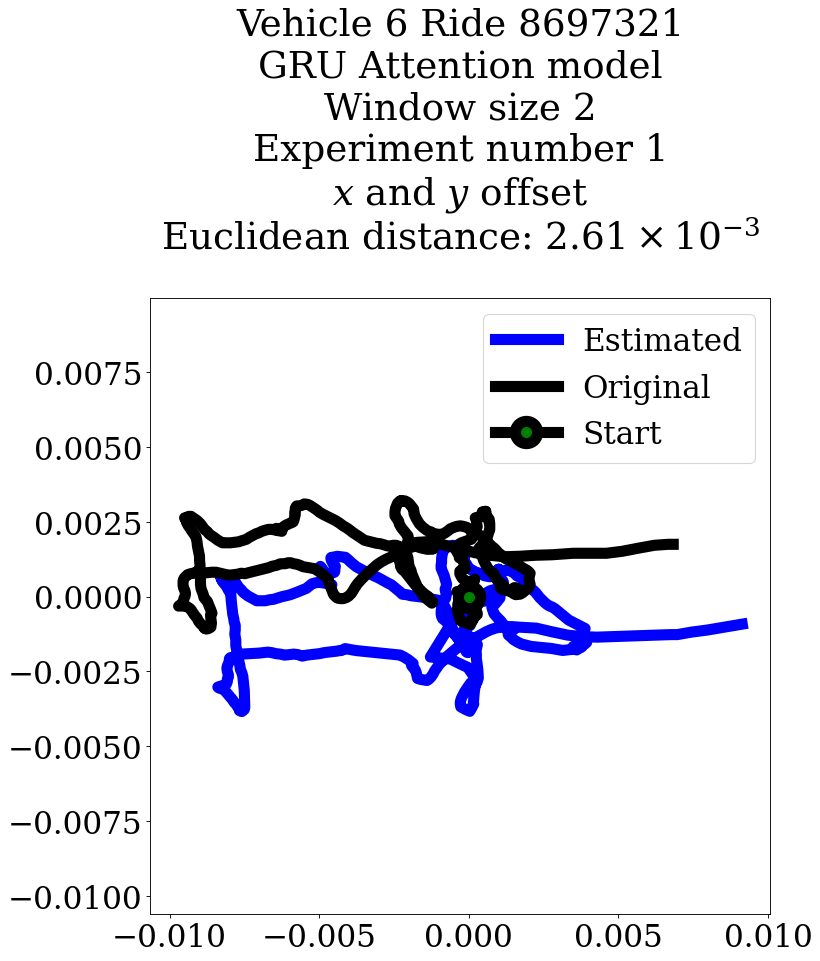 Vehicle 6 Ride 8697321
GRU Attention model
Window size 2
Experiment number 1
x and y offset
Euclidean distance: 2.61 × 10⁻³
Estimated
Original
Start
0.0075
0.0050
0.0025
0.0000
−0.0025
−0.0050
−0.0075
−0.0100
−0.010 −0.005 0.000 0.005 0.010